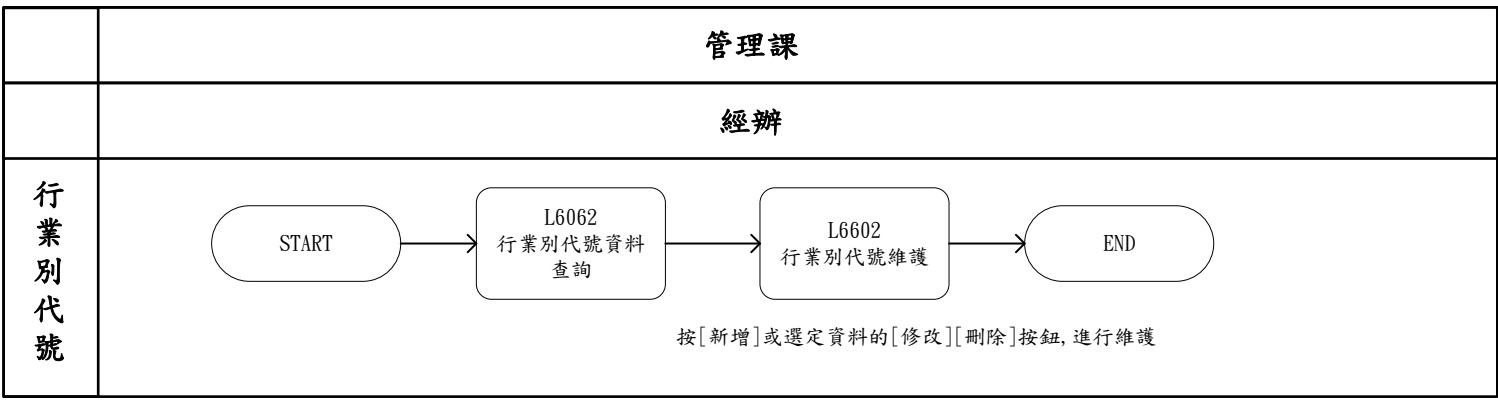 管理課
經辦
行業別代號
START
L6062
行業別代號資料
查詢
L6602
行業別代號維護
END
按[新增]或選定資料的[修改][刪除]按鈕,進行維護